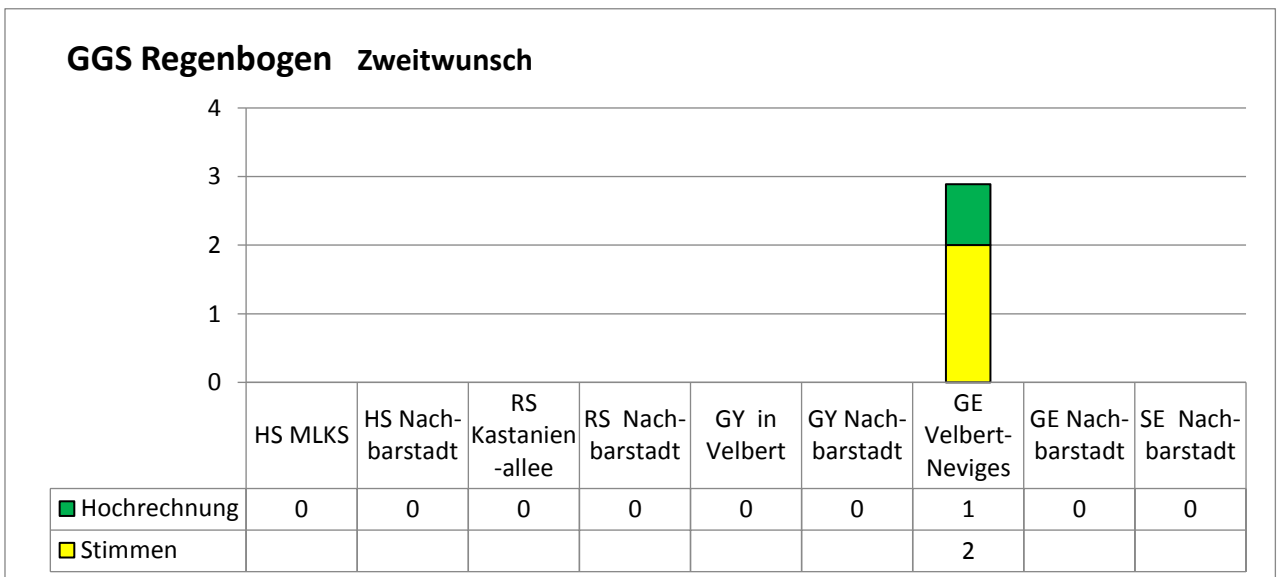 GGS Regenbogen Zweitwunsch
4
3
2
1
0
HS MLKS HS Nach-barstadt RS Kastanien-allee RS Nach-barstadt GY in Velbert GY Nach-barstadt GE Velbert-Neviges GE Nach-barstadt SE Nach-barstadt
Hochrechnung 0 0 0 0 0 0 1 0 0
Stimmen 2